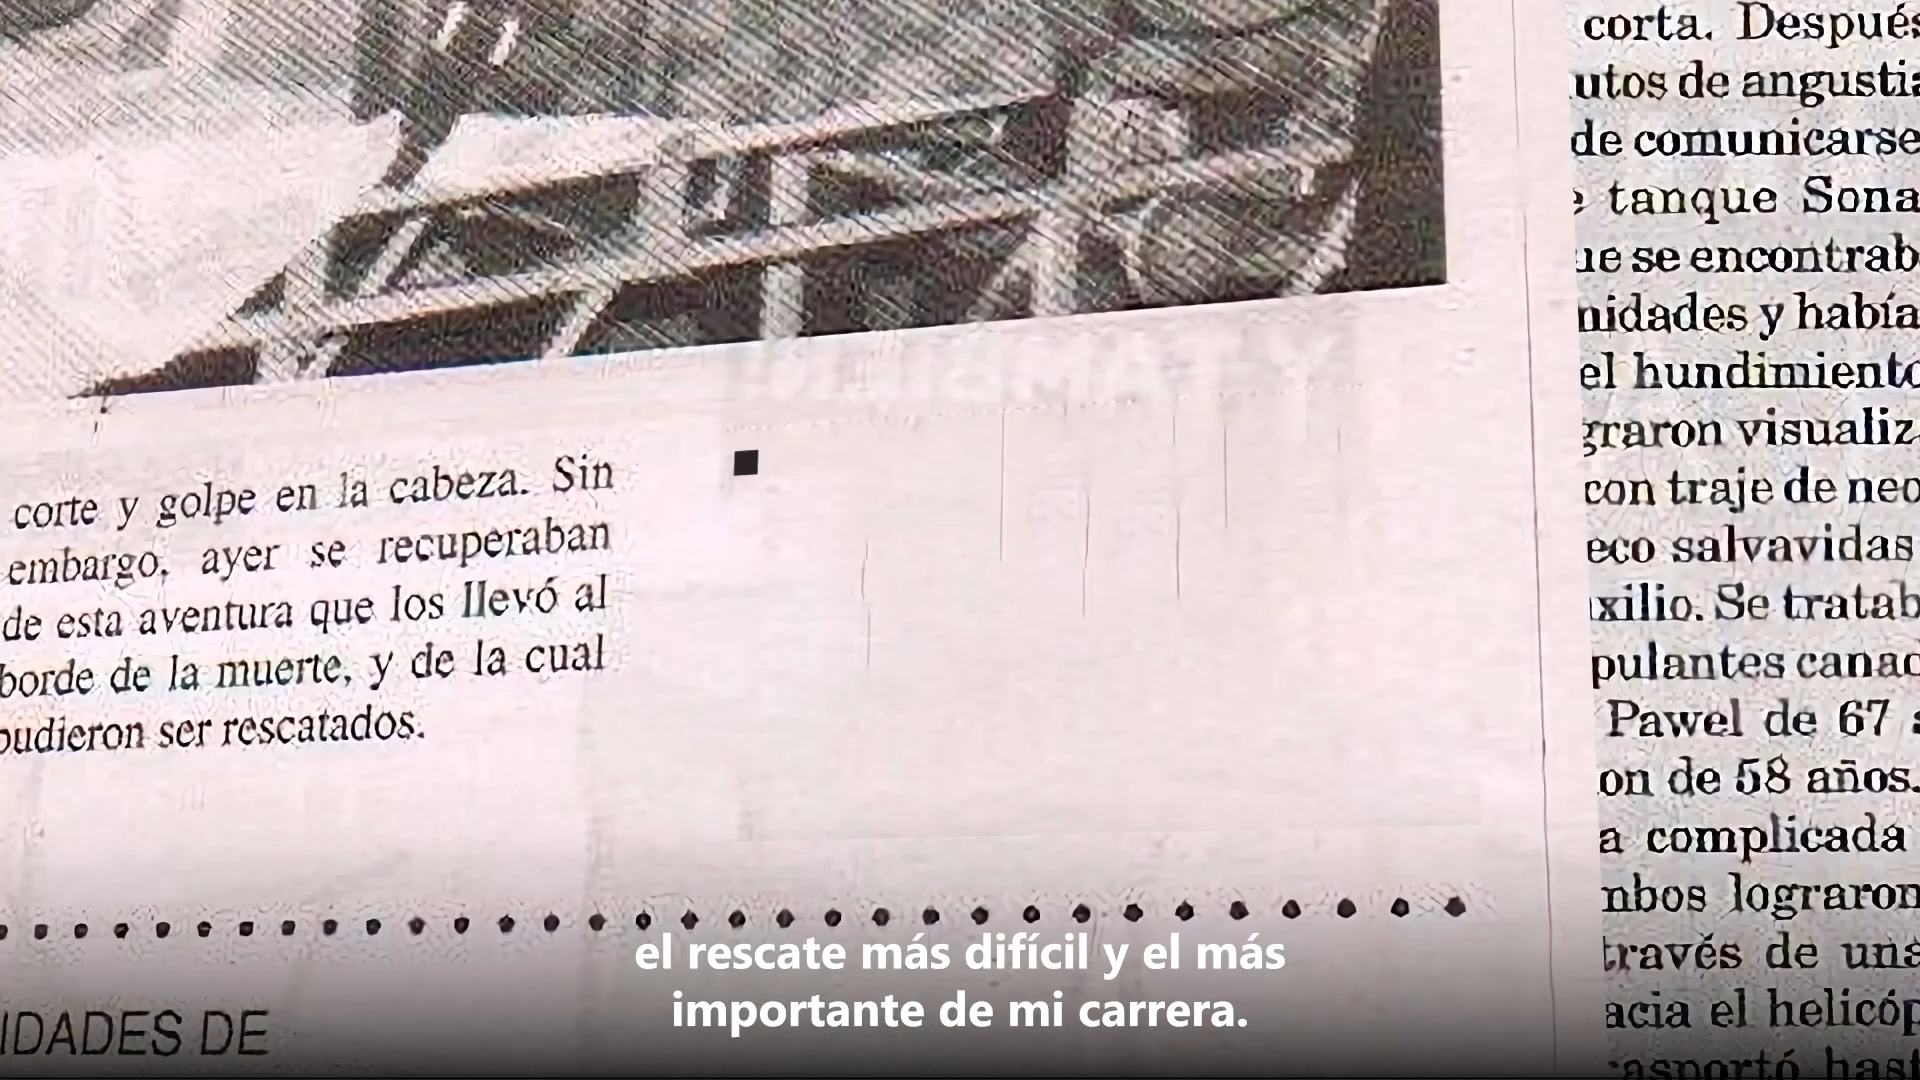 corte y golpe en la cabeza. Sin
embargo, ayer se recuperaban
de esta aventura que los llevó al
borde de la muerte, y de la cual
pudieron ser rescatados.
IDADES DE
corta. Después
utos de angustia
de comunicarse
tanque Sona
ue se encontrab
nidades y había
el hundimiento
graron visualiz
con traje de neo
eco salvavidas
xilio. Se tratab
pulantes canad
Pawel de 67
on de 58 años.
a complicada
mbos lograron
través de una
acia el helicóp
rasportó hast
el rescate más difícil y el más
importante de mi carrera.